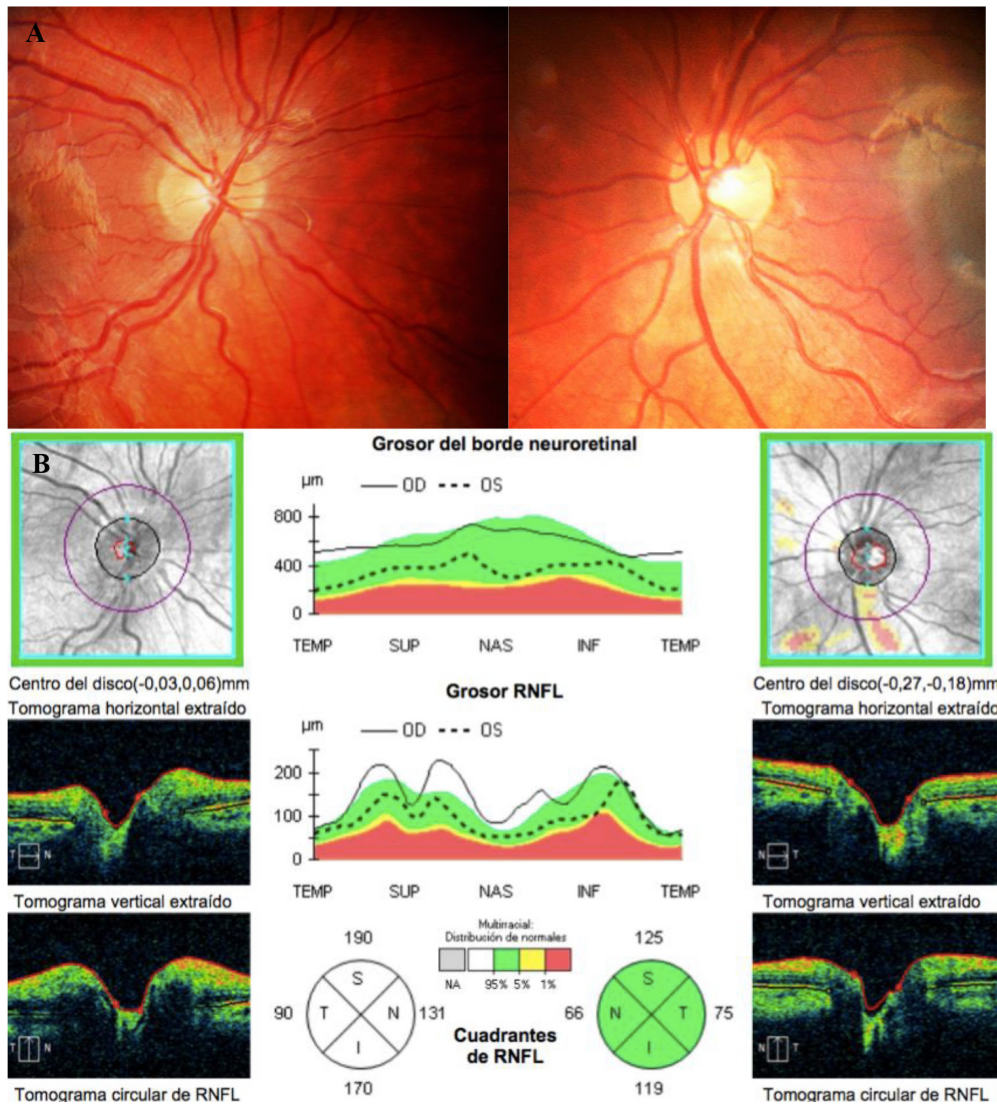 A
B
Grosor del borde neuroretinal
µm
OD
OS
800
400
0
TEMP
SUP
NAS
INF
TEMP
Centro del disco(-0,03,0,06)mm
Tomograma horizontal extraído
Centro del disco(-0,27,-0,18)mm
Tomograma horizontal extraído
Grosor RNFL
µm
OD
OS
200
100
0
TEMP
SUP
NAS
INF
TEMP
T
N
N
T
Tomograma vertical extraído
Tomograma vertical extraído
Multirracial:
Distribución de normales
NA
95%
5%
1%
190
S
90
T
N
131
I
170
125
S
66
N
T
75
I
119
Cuadrantes
de RNFL
T
N
N
T
Tomograma circular de RNFL
Tomograma circular de RNFL